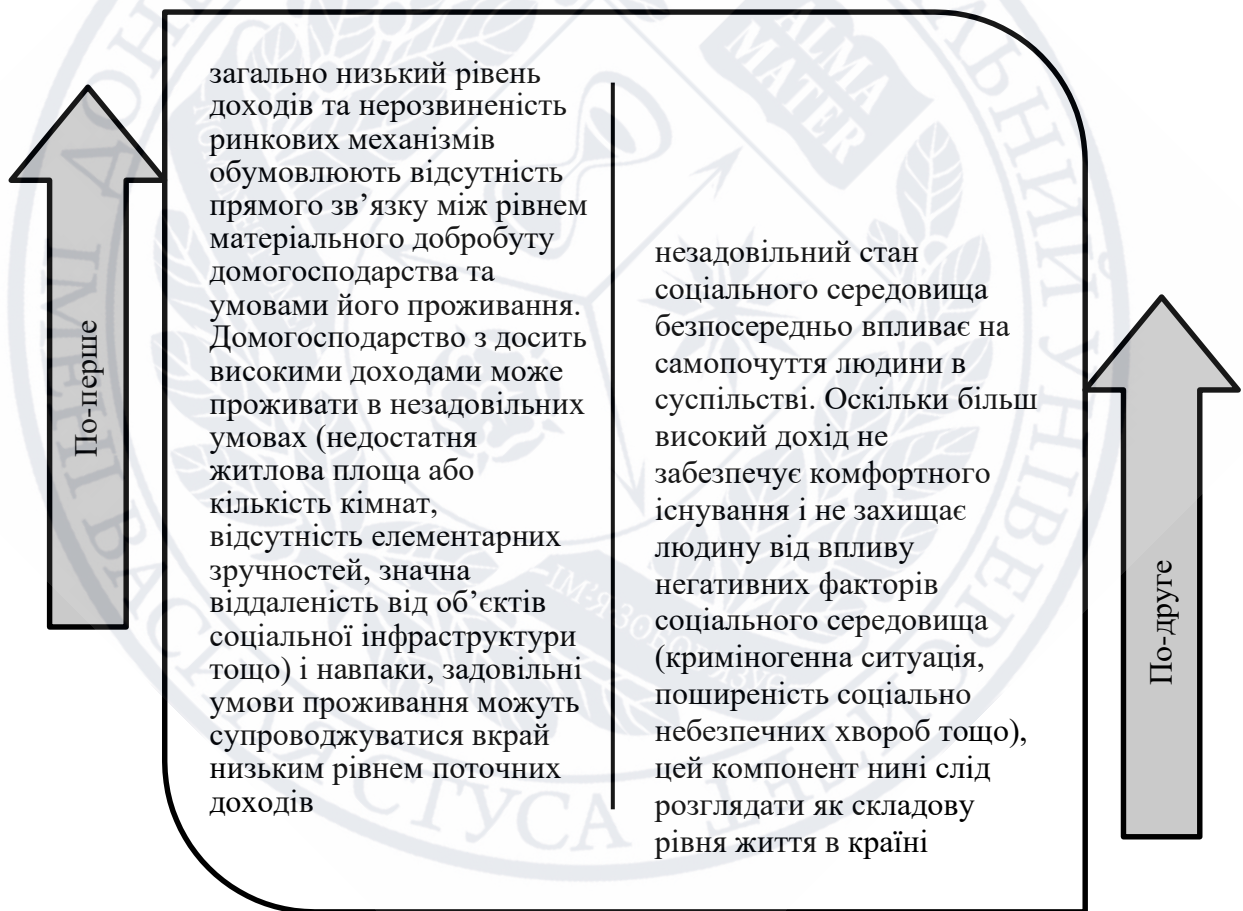 По-перше
загально низький рівень
доходів та нерозвиненість
ринкових механізмів
обумовлюють відсутність
прямого зв’язку між рівнем
матеріального добробуту
домогосподарства та
умовами його проживання.
Домогосподарство з досить
високими доходами може
проживати в незадовільних
умовах (недостатня
житлова площа або
кількість кімнат,
відсутність елементарних
зручностей, значна
віддаленість від об’єктів
соціальної інфраструктури
тощо) і навпаки, задовільні
умови проживання можуть
супроводжуватися вкрай
низьким рівнем поточних
доходів
незадовільний стан
соціального середовища
безпосередньо впливає на
самопочуття людини в
суспільстві. Оскільки більш
високий дохід не
забезпечує комфортного
існування і не захищає
людину від впливу
негативних факторів
соціального середовища
(криміногенна ситуація,
поширеність соціально
небезпечних хвороб тощо),
цей компонент нині слід
розглядати як складову
рівня життя в країні
По-друге
ALMA
MATER